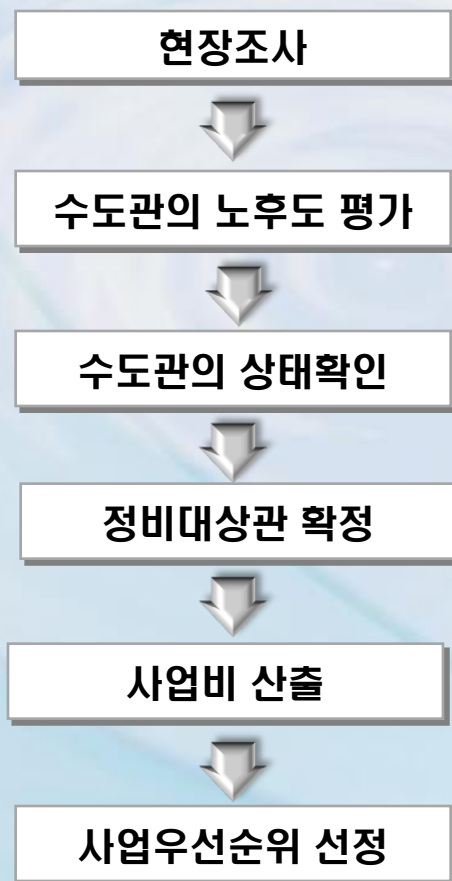 현장조사
수도관의 노후도 평가
수도관의 상태확인
정비대상관 확정
사업비 산출
사업우선순위 선정